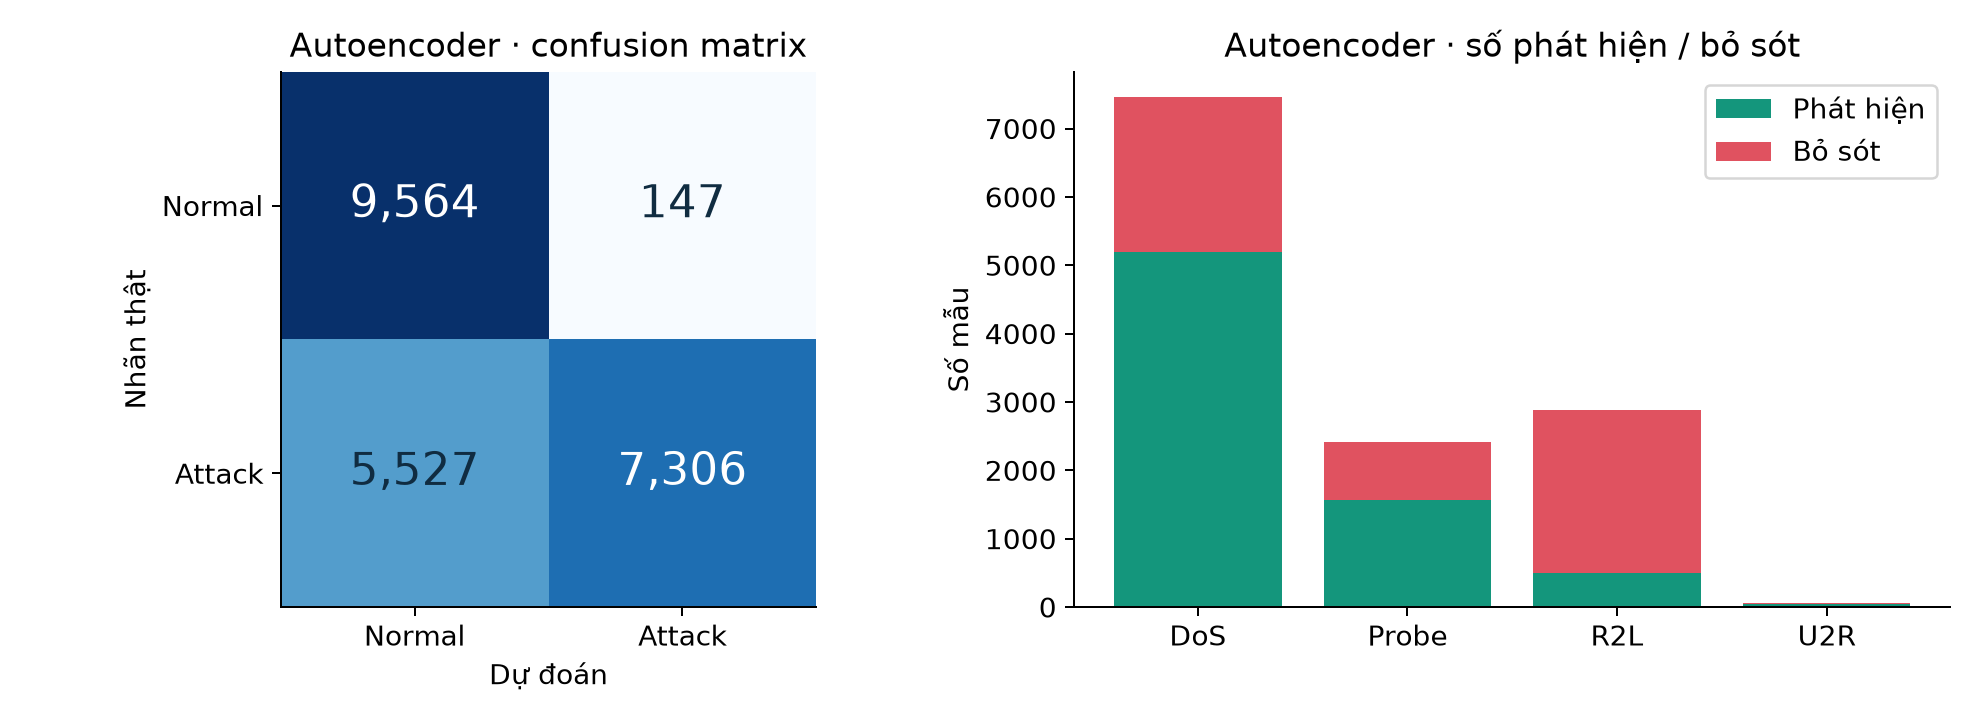 Autoencoder · confusion matrix
Nhãn thật
Normal
9,564
147
Attack
5,527
7,306
Normal
Attack
Dự đoán
Autoencoder · số phát hiện / bỏ sót
Phát hiện
Bỏ sót
Số mẫu
7000
6000
5000
4000
3000
2000
1000
0
DoS
Probe
R2L
U2R